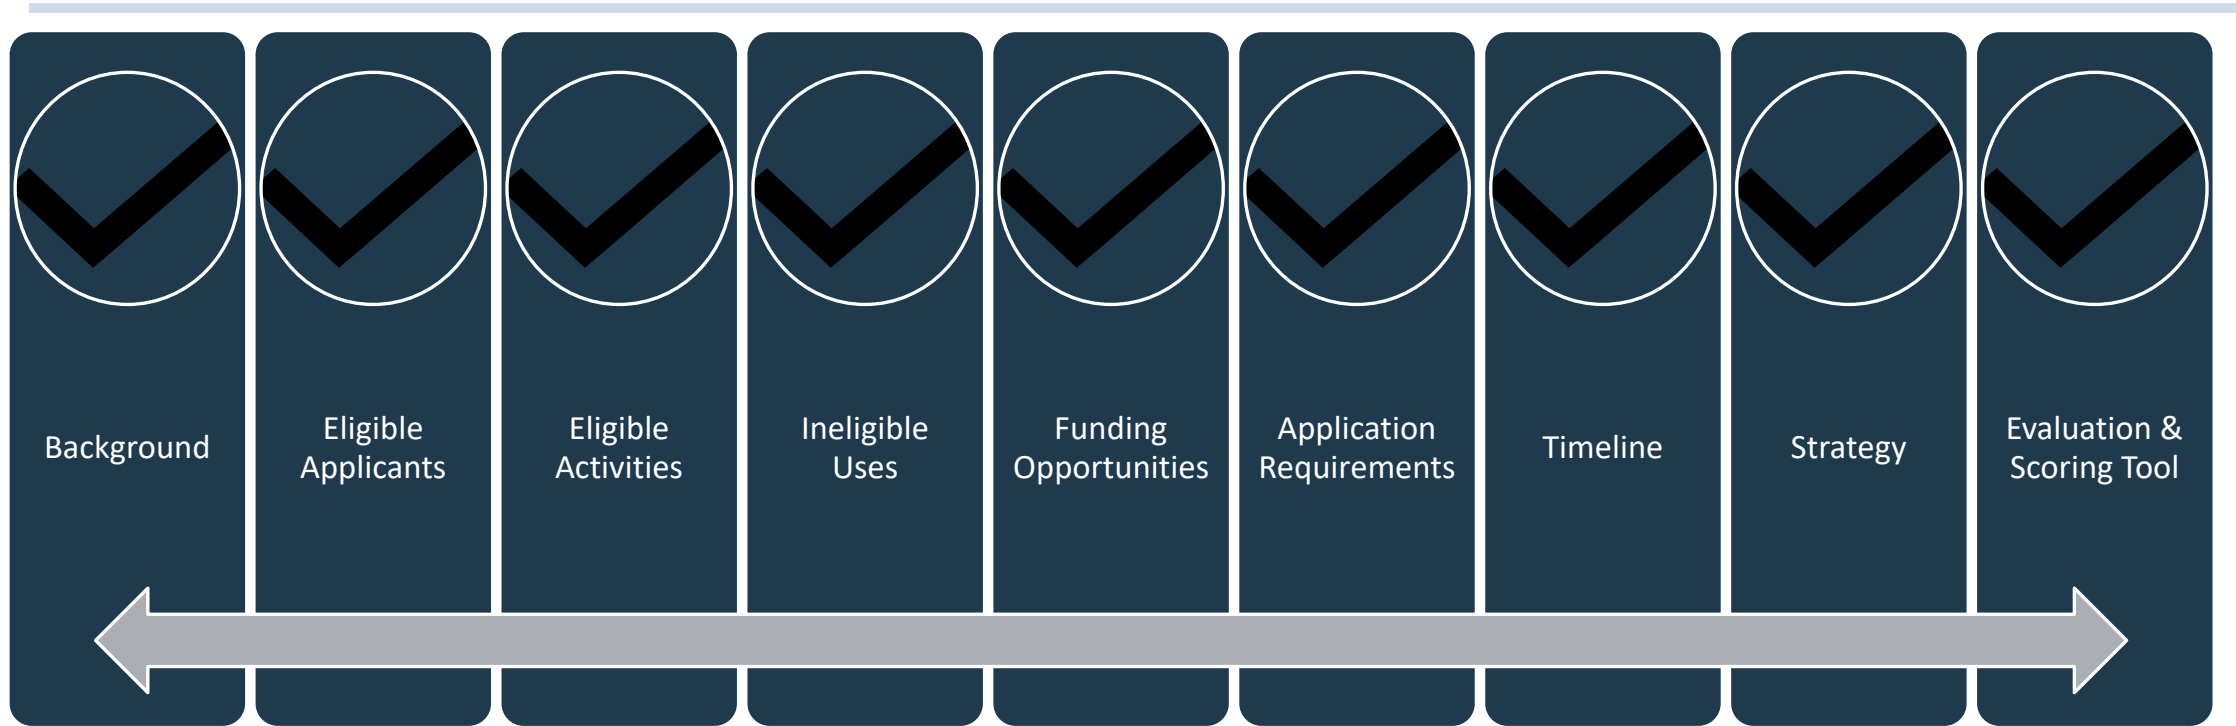 Background
Eligible
Applicants
Eligible
Activities
Ineligible
Uses
Funding
Opportunities
Application
Requirements
Timeline
Strategy
Evaluation &
Scoring Tool